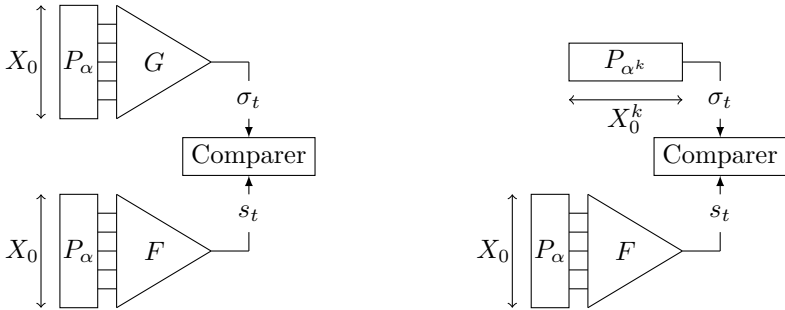 X_0 P_α G
σ_t
Comparer
s_t
X_0 P_α F
P_{α^k}
X_0^k σ_t
Comparer
s_t
X_0 P_α F